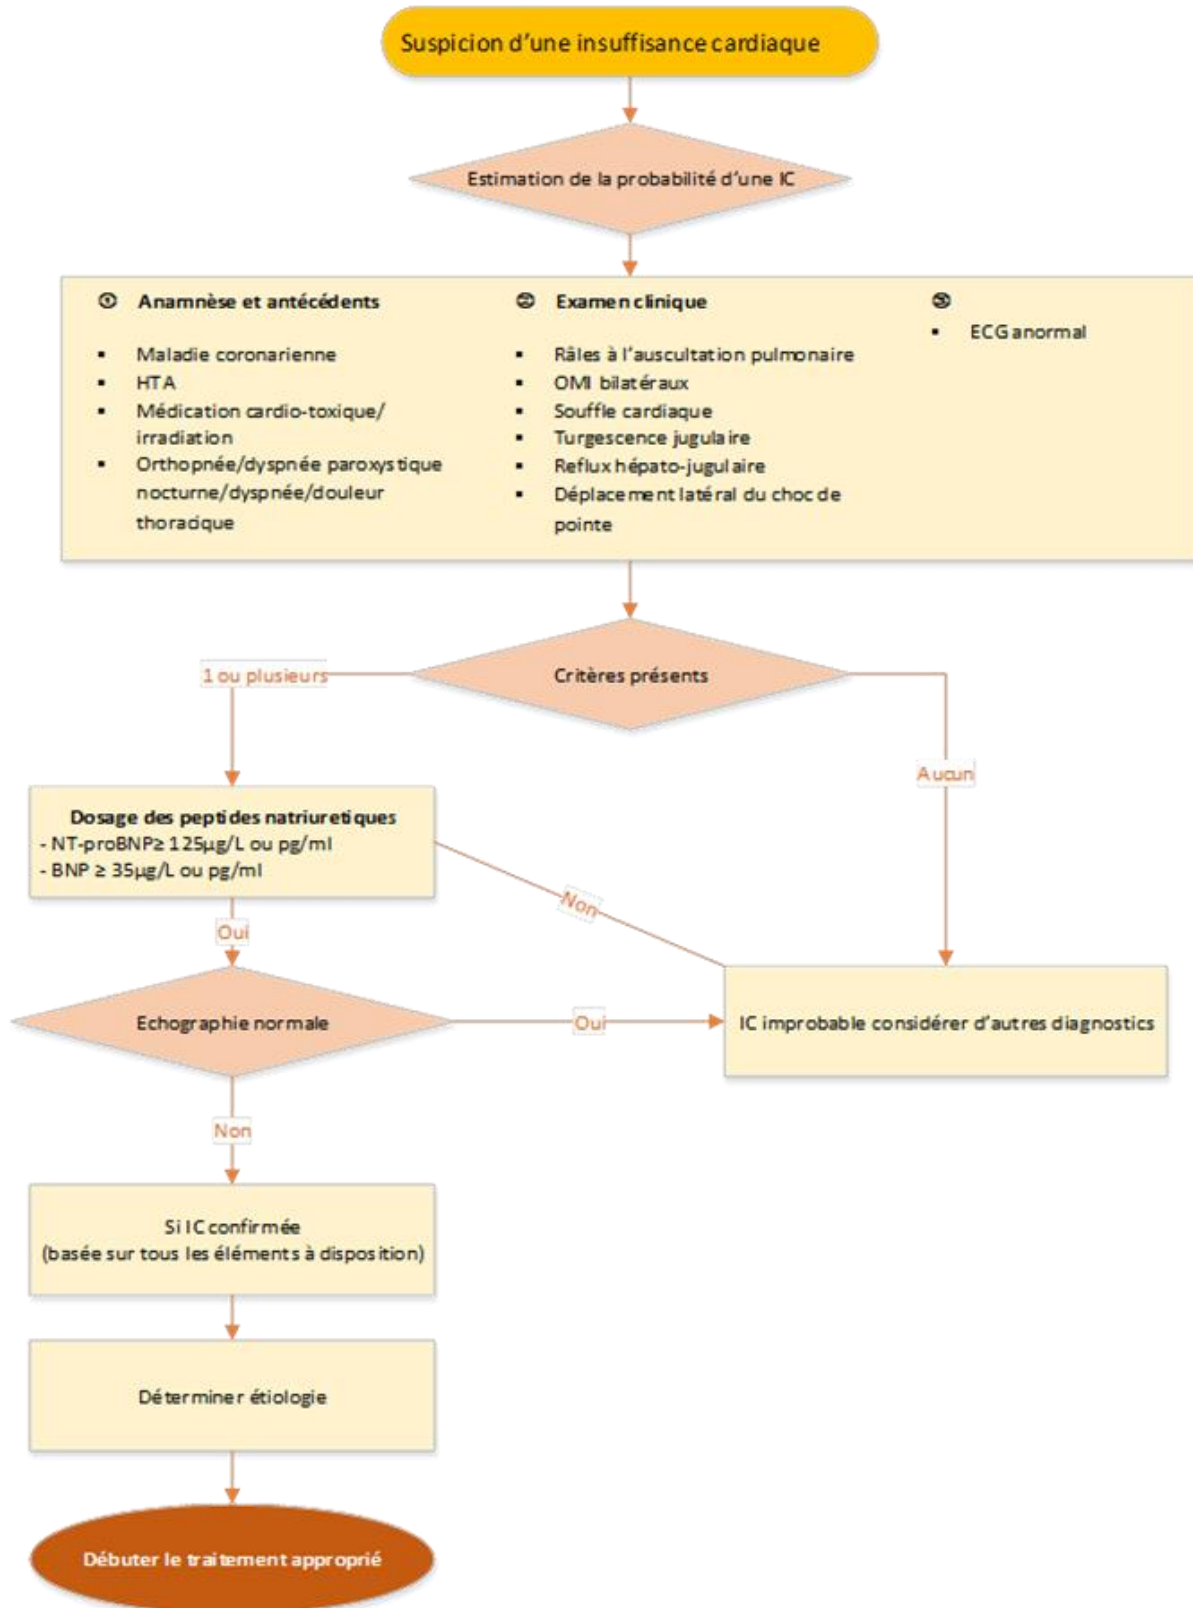 Suspicion d'une insuffisance cardiaque
Estimation de la probabilité d'une IC
① Anamnèse et antécédents
▪ Maladie coronarienne
▪ HTA
▪ Médication cardio-toxique/
irradiation
▪ Orthopnée/dyspnée paroxystique
nocturne/dyspnée/douleur
thoracique
② Examen clinique
▪ Râles à l'auscultation pulmonaire
▪ OMI bilatéraux
▪ Souffle cardiaque
▪ Turgescence jugulaire
▪ Reflux hépato-jugulaire
▪ Déplacement latéral du choc de
pointe
③
▪ ECG anormal
Critères présents
1 ou plusieurs
Aucun
Dosage des peptides natriuretiques
- NT-proBNP≥ 125µg/L ou pg/ml
- BNP ≥ 35µg/L ou pg/ml
Non
Oui
Echographie normale
Oui
IC improbable considérer d'autres diagnostics
Non
Si IC confirmée
(basée sur tous les éléments à disposition)
Déterminer étiologie
Débuter le traitement approprié